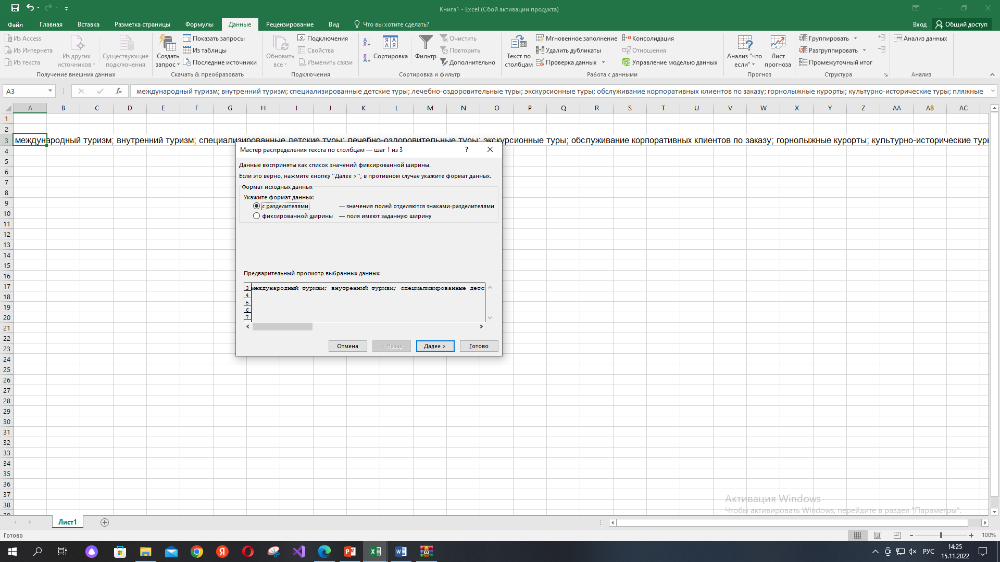 Книга1 - Excel (Сбой активации продукта)
Файл Главная Вставка Разметка страницы Формулы Данные Рецензирование Вид Что вы хотите сделать? Вход Общий доступ
Из Access
Из Интернета
Из текста
Из других источников
Существующие подключения
Получение внешних данных
Создать запрос
Показать запросы
Из таблицы
Последние источники
Скачать & преобразовать
Обновить все
Подключения
Свойства
Изменить связи
Подключения
Сортировка
Фильтр
Очистить
Повторить
Дополнительно
Сортировка и фильтр
Текст по столбцам
Мгновенное заполнение
Удалить дубликаты
Проверка данных
Консолидация
Отношения
Управление моделью данных
Работа с данными
Анализ "что если"
Лист прогноза
Прогноз
Группировать
Разгруппировать
Промежуточный итог
Структура
Анализ данных
Анализ
A3
fx
международный туризм; внутренний туризм; специализированные детские туры; лечебно-оздоровительные туры; экскурсионные туры; обслуживание корпоративных клиентов по заказу; горнолыжные курорты; культурно-исторические туры; пляжные
A B C D E F G H I J K L M N O P Q R S T U V W X Y Z AA AB AC
1
2
3 международный туризм; внутренний туризм; специализированные детские туры; лечебно-оздоровительные туры; экскурсионные туры; обслуживание корпоративных клиентов по заказу; горнолыжные курорты; культурно-исторические туры
4
5
6
7
8
9
10
11
12
13
14
15
16
17
18
19
20
21
22
23
24
25
26
27
28
29
30
31
32
33
34
35
36
37
38
39
Мастер распределения текста по столбцам — шаг 1 из 3
?
Данные восприняты как список значений фиксированной ширины.
Если это верно, нажмите кнопку "Далее >", в противном случае укажите формат данных.
Формат исходных данных
Укажите формат данных:
с разделителями — значения полей отделяются знаками-разделителями
фиксированной ширины — поля имеют заданную ширину
Предварительный просмотр выбранных данных:
3 международный туризм; внутренний туризм; специализированные детс
4
5
6
7
Отмена < Назад Далее > Готово
Активация Windows
Чтобы активировать Windows, перейдите в раздел "Параметры".
Лист1
Готово
100%
РУС
14:25
15.11.2022